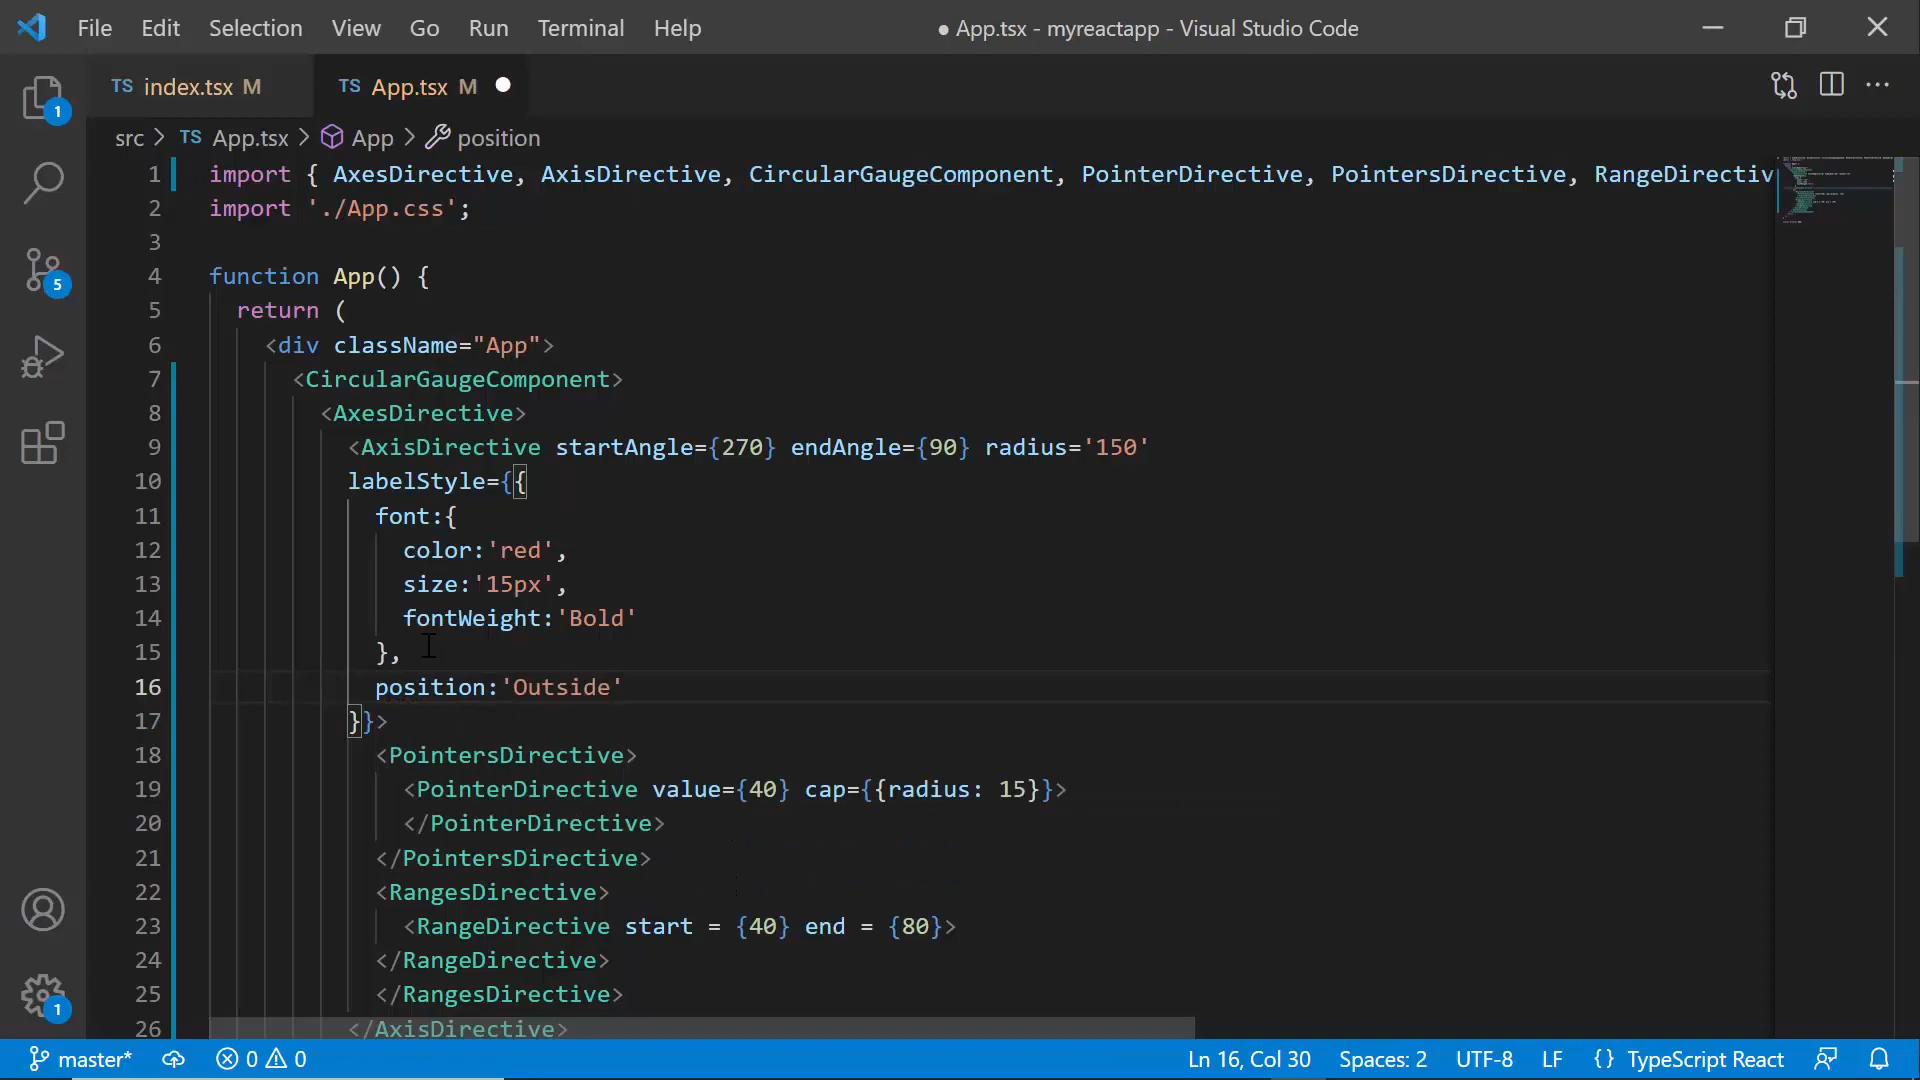 File Edit Selection View Go Run Terminal Help ● App.tsx - myreactapp - Visual Studio Code
TS index.tsx M TS App.tsx M
1
src > TS App.tsx > App > position
1 import { AxesDirective, AxisDirective, CircularGaugeComponent, PointerDirective, PointersDirective, RangeDirectiv
2 import './App.css';
3
4 function App() {
5
5 return (
6 <div className="App">
7 <CircularGaugeComponent>
8 <AxesDirective>
9 <AxisDirective startAngle={270} endAngle={90} radius='150'
10 labelStyle={{
11 font:{
12 color:'red',
13 size:'15px',
14 fontWeight:'Bold'
15 },
16 position:'Outside'
17 }}>
18 <PointersDirective>
19 <PointerDirective value={40} cap={{radius: 15}}>
20 </PointerDirective>
21 </PointersDirective>
22 <RangesDirective>
23 <RangeDirective start = {40} end = {80}>
24 </RangeDirective>
25 </RangesDirective>
1
26 </AxisDirective>
master* 0 0 Ln 16, Col 30 Spaces: 2 UTF-8 LF {} TypeScript React